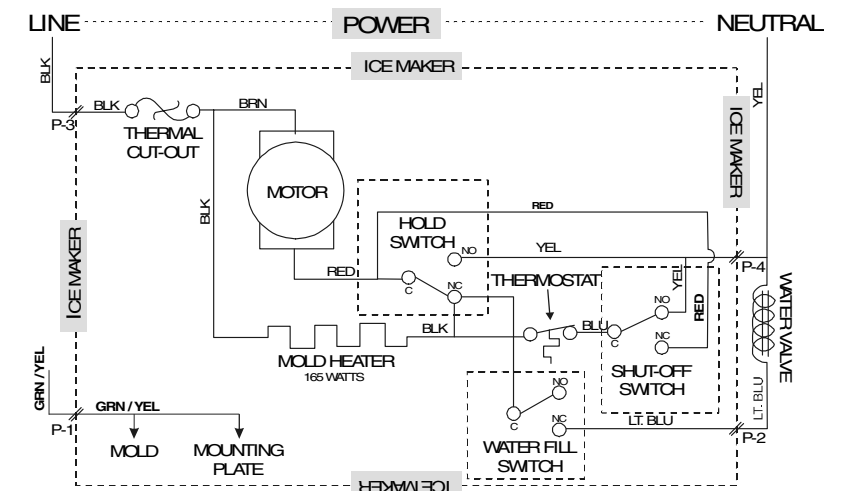 LINE
POWER
NEUTRAL
ICE MAKER
BLK
BLK
BRN
YEL
P-3
THERMAL
CUT-OUT
ICE MAKER
MOTOR
BLK
RED
HOLD
SWITCH
NO
YEL
ICE MAKER
RED
C
NC
THERMOSTAT
YEL
P-4
NO
RED
WATER VALVE
BLK
BLU
C
NC
MOLD HEATER
165 WATTS
SHUT-OFF
SWITCH
GRN / YEL
NO
LT. BLU
GRN / YEL
C
NC
LT. BLU
P-1
P-2
MOLD
MOUNTING
PLATE
WATER FILL
SWITCH
ICE MAKER